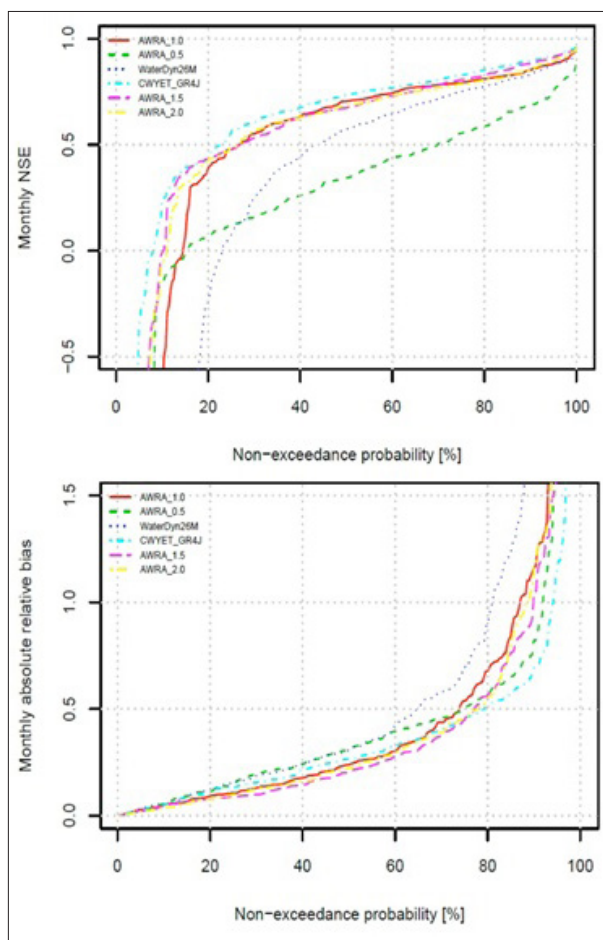 AWRA_1.0
AWRA_0.5
WaterDyn26M
CWYET_GR4J
AWRA_1.5
AWRA_2.0
Monthly NSE
1.0
0.5
0.0
−0.5
0 20 40 60 80 100
Non−exceedance probability [%]
AWRA_1.0
AWRA_0.5
WaterDyn26M
CWYET_GR4J
AWRA_1.5
AWRA_2.0
Monthly absolute relative bias
1.5
1.0
0.5
0.0
0 20 40 60 80 100
Non−exceedance probability [%]